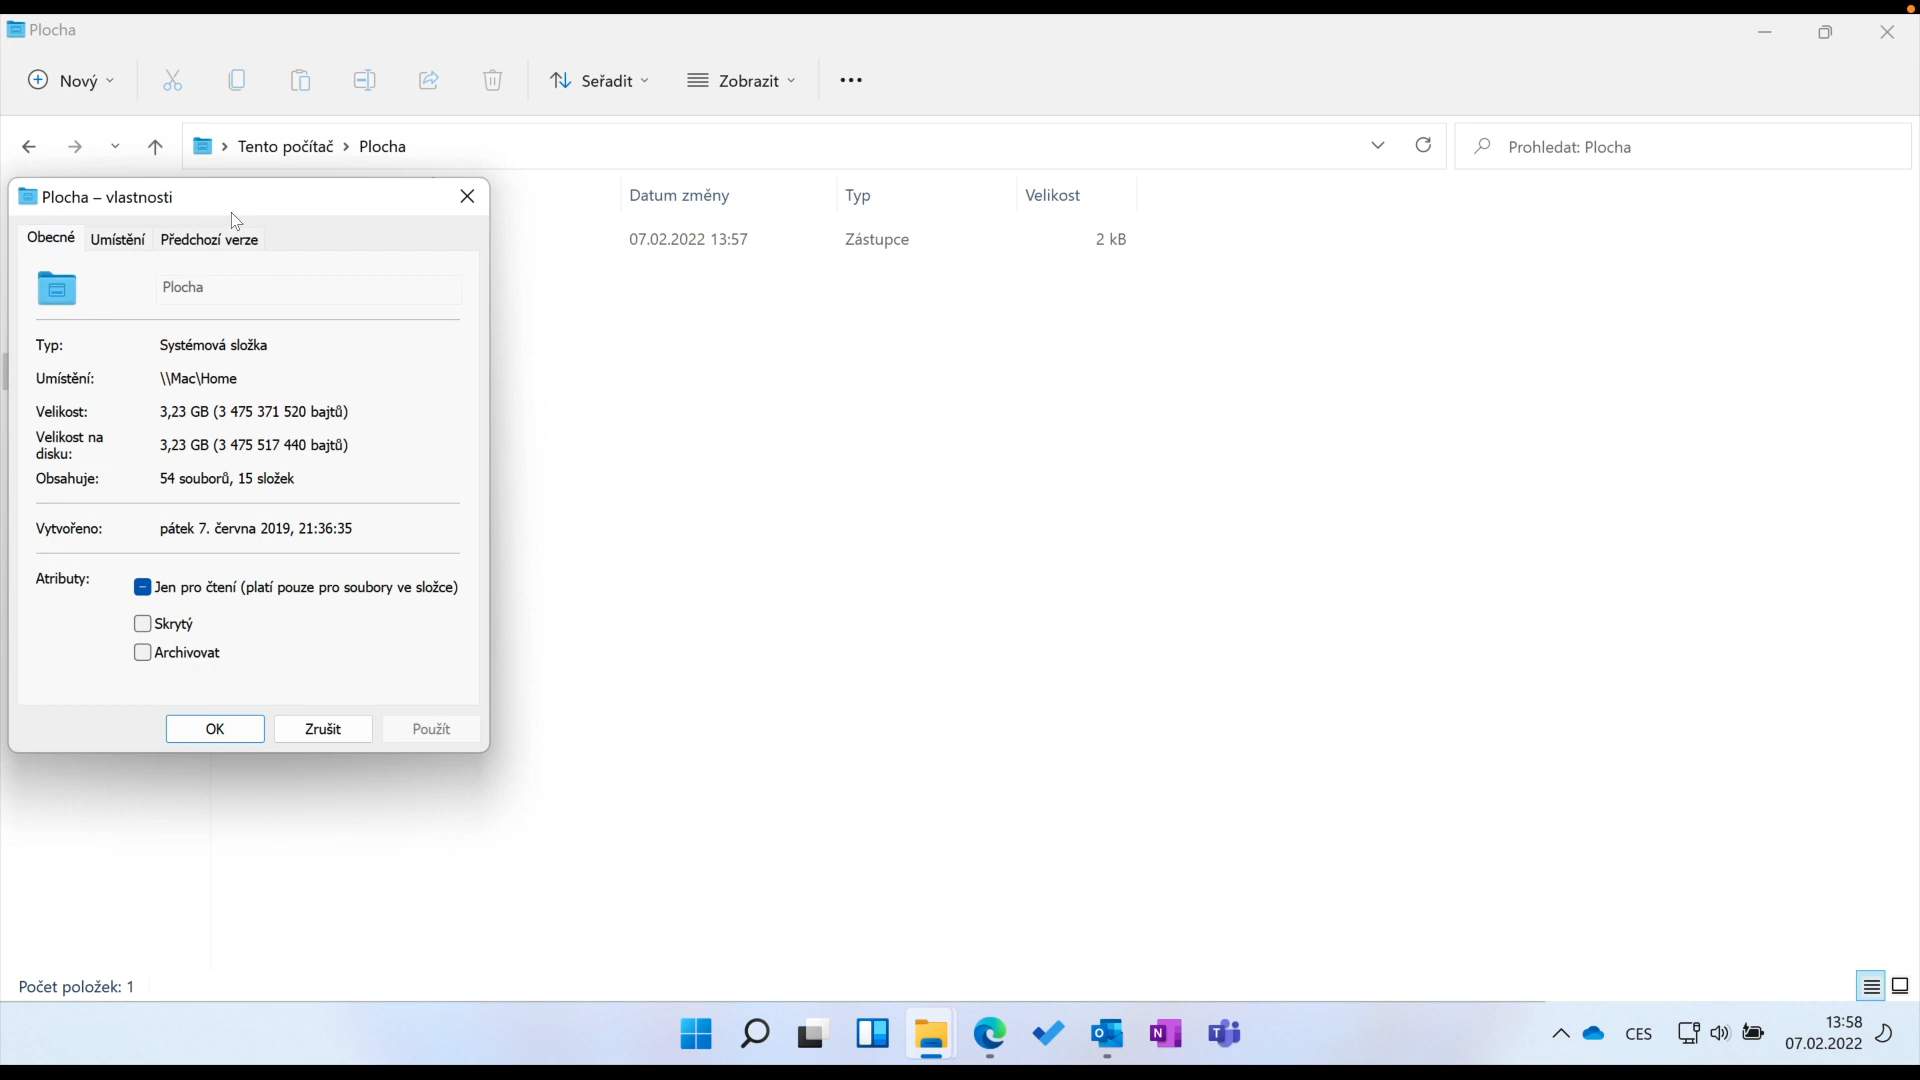 Plocha
Nový
Seřadit
Zobrazit
Tento počítač
Plocha
Prohledat: Plocha
Plocha – vlastnosti
Datum změny
Typ
Velikost
Obecné
Umístění
Předchozí verze
07.02.2022 13:57
Zástupce
2 kB
Plocha
Typ:
Systémová složka
Umístění:
\\Mac\Home
Velikost:
3,23 GB (3 475 371 520 bajtů)
Velikost na
disku:
3,23 GB (3 475 517 440 bajtů)
Obsahuje:
54 souborů, 15 složek
Vytvořeno:
pátek 7. června 2019, 21:36:35
Atributy:
Jen pro čtení (platí pouze pro soubory ve složce)
Skrytý
Archivovat
OK
Zrušit
Použít
Počet položek: 1
CES
13:58
07.02.2022